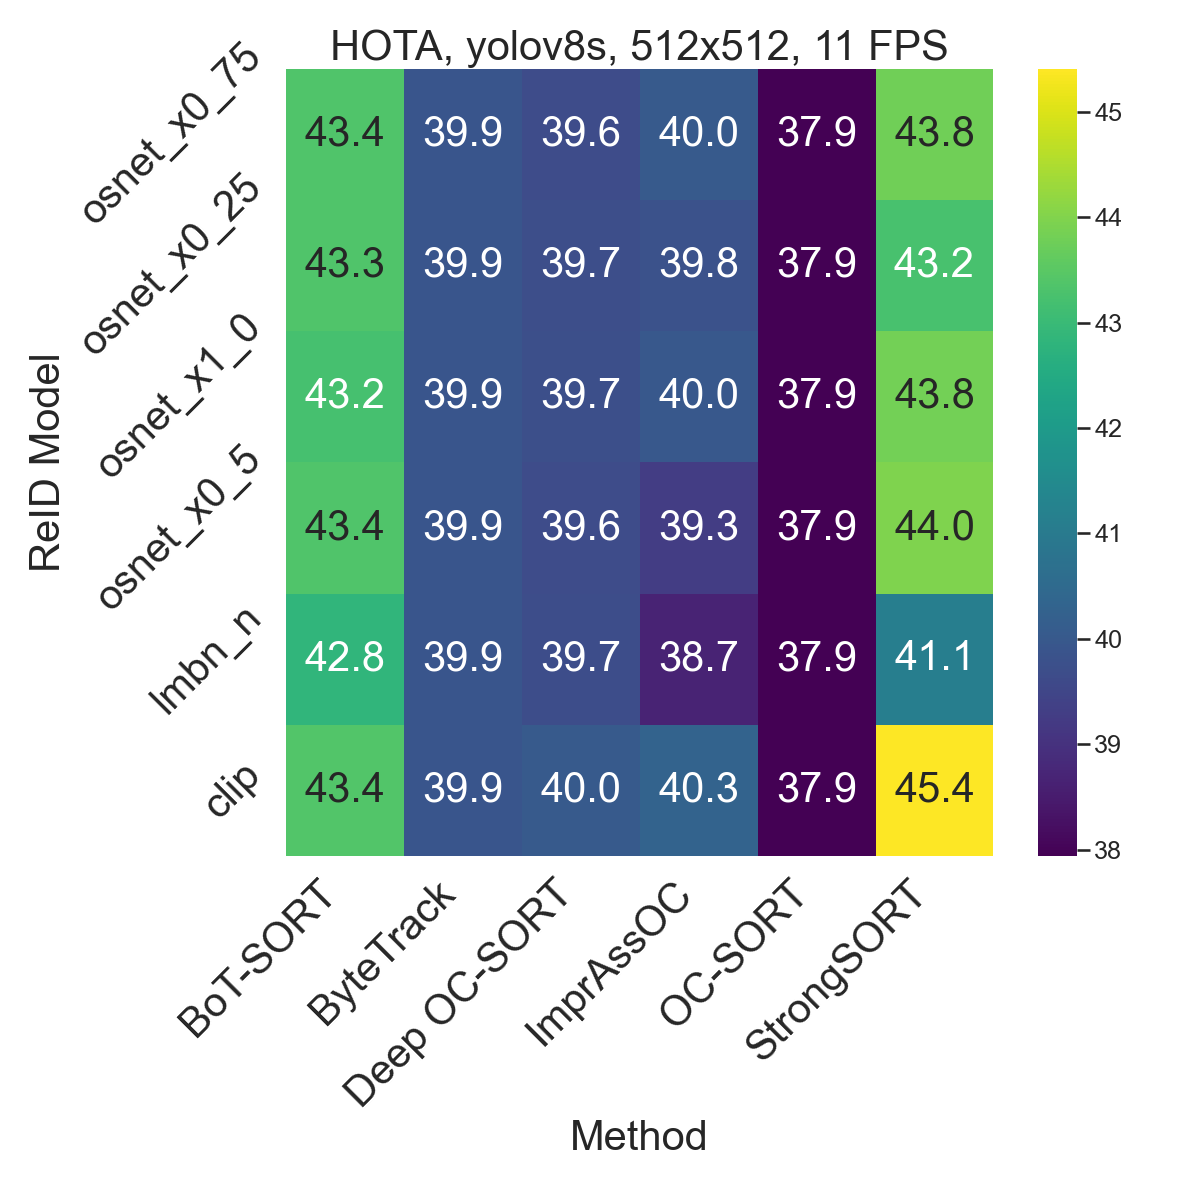 HOTA, yolov8s, 512x512, 11 FPS
ReID Model
osnet_x0_75 43.4 39.9 39.6 40.0 37.9 43.8
osnet_x0_25 43.3 39.9 39.7 39.8 37.9 43.2
osnet_x1_0 43.2 39.9 39.7 40.0 37.9 43.8
osnet_x0_5 43.4 39.9 39.6 39.3 37.9 44.0
lmbn_n 42.8 39.9 39.7 38.7 37.9 41.1
clip 43.4 39.9 40.0 40.3 37.9 45.4
BoT-SORT ByteTrack Deep OC-SORT ImprAssOC OC-SORT StrongSORT
Method
45
44
43
42
41
40
39
38